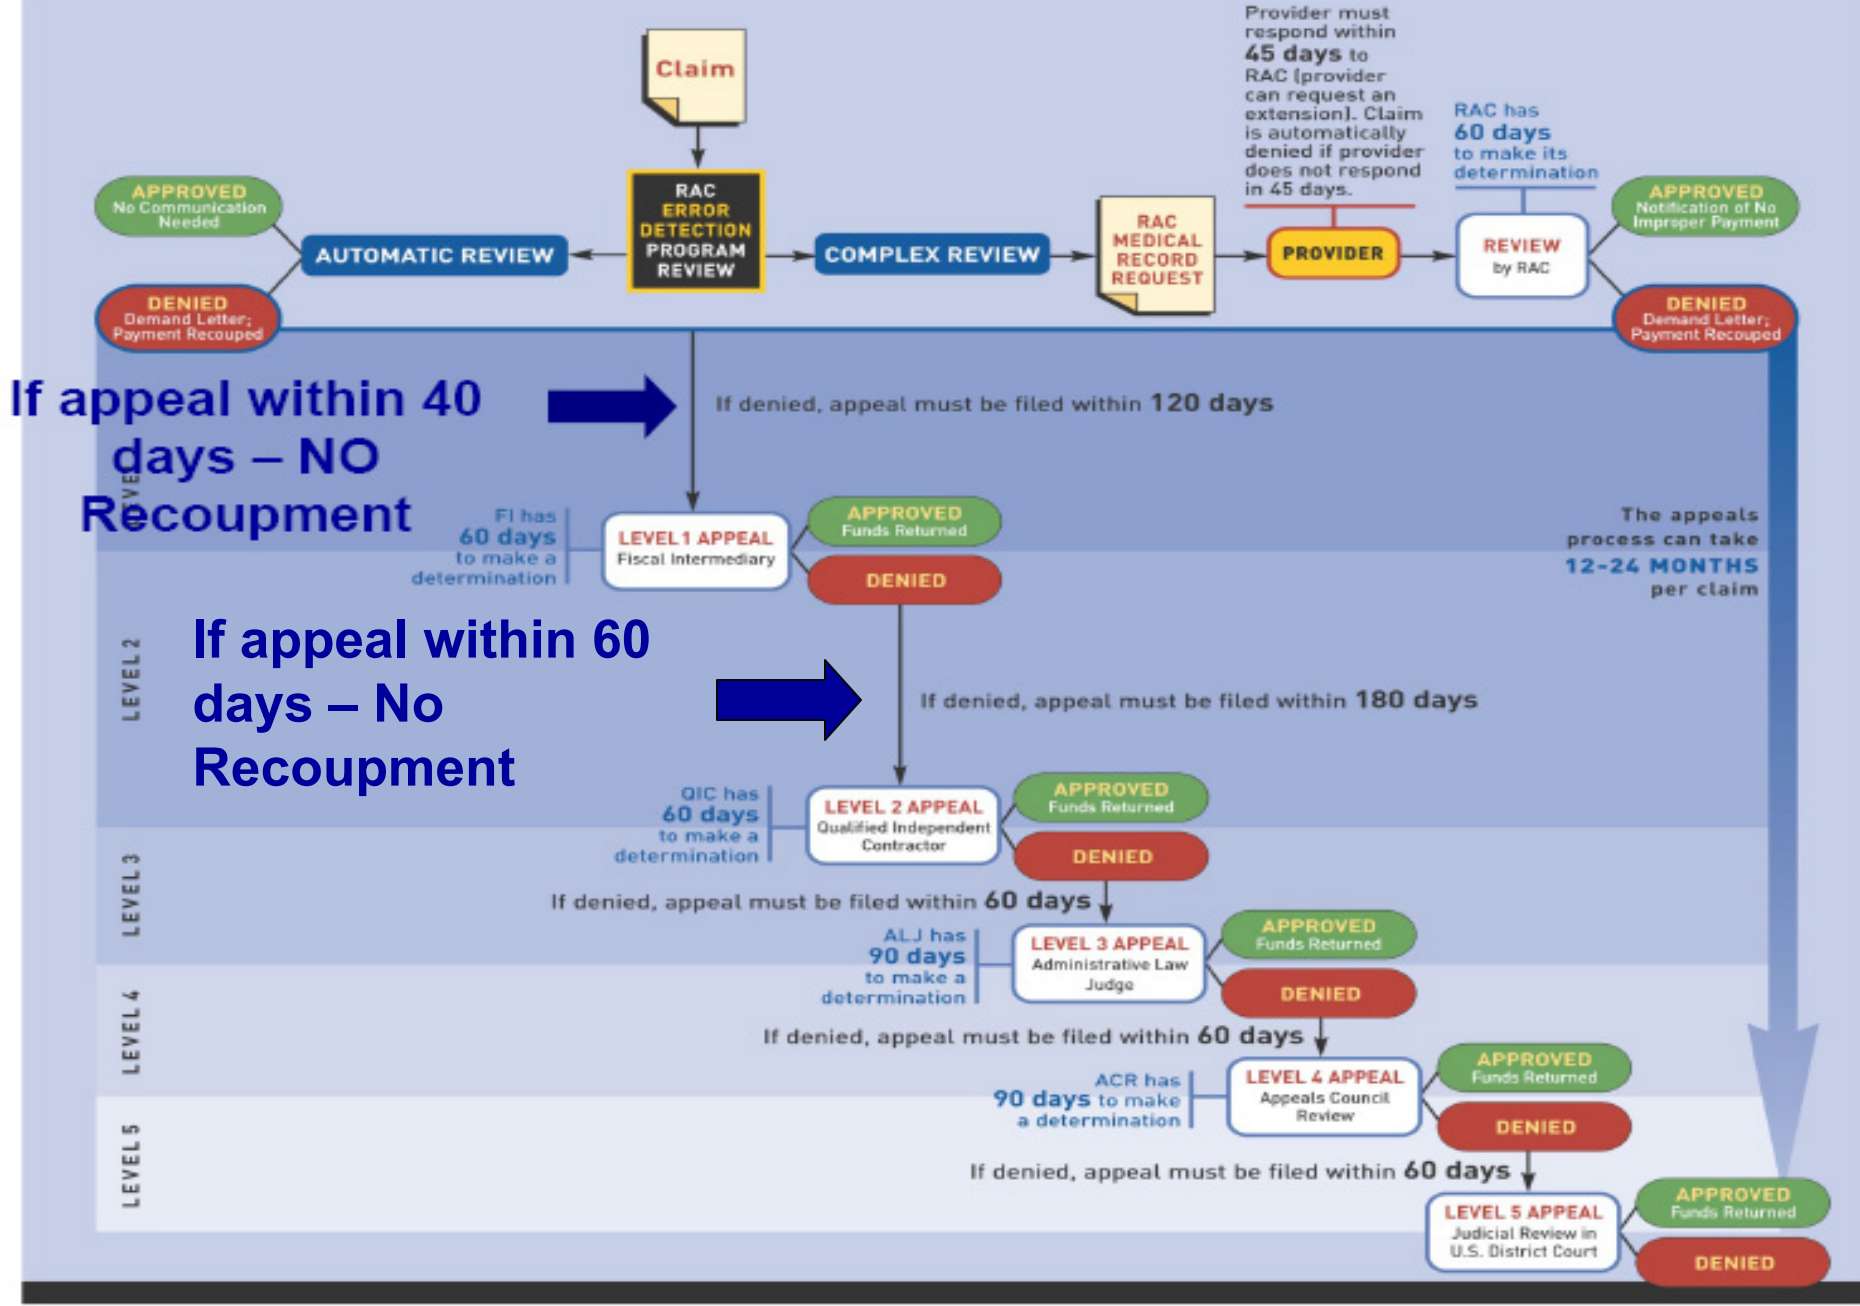 Claim
RAC
ERROR
DETECTION
PROGRAM
REVIEW
APPROVED
No Communication
Needed
AUTOMATIC REVIEW
DENIED
Demand Letter;
Payment Recouped
COMPLEX REVIEW
RAC
MEDICAL
RECORD
REQUEST
Provider must
respond within
45 days to
RAC (provider
can request an
extension). Claim
is automatically
denied if provider
does not respond
in 45 days.
PROVIDER
RAC has
60 days
to make its
determination
REVIEW
by RAC
APPROVED
Notification of No
Improper Payment
DENIED
Demand Letter;
Payment Recouped
If appeal within 40
days – NO
Recoupment
If denied, appeal must be filed within 120 days
FI has
60 days
to make a
determination
LEVEL 1 APPEAL
Fiscal Intermediary
APPROVED
Funds Returned
DENIED
The appeals
process can take
12-24 MONTHS
per claim
LEVEL 2
If appeal within 60
days – No
Recoupment
If denied, appeal must be filed within 180 days
QIC has
60 days
to make a
determination
LEVEL 2 APPEAL
Qualified Independent
Contractor
APPROVED
Funds Returned
DENIED
LEVEL 3
If denied, appeal must be filed within 60 days
ALJ has
90 days
to make a
determination
LEVEL 3 APPEAL
Administrative Law
Judge
APPROVED
Funds Returned
DENIED
LEVEL 4
If denied, appeal must be filed within 60 days
ACR has
90 days to make
a determination
LEVEL 4 APPEAL
Appeals Council
Review
APPROVED
Funds Returned
DENIED
LEVEL 5
If denied, appeal must be filed within 60 days
LEVEL 5 APPEAL
Judicial Review in
U.S. District Court
APPROVED
Funds Returned
DENIED